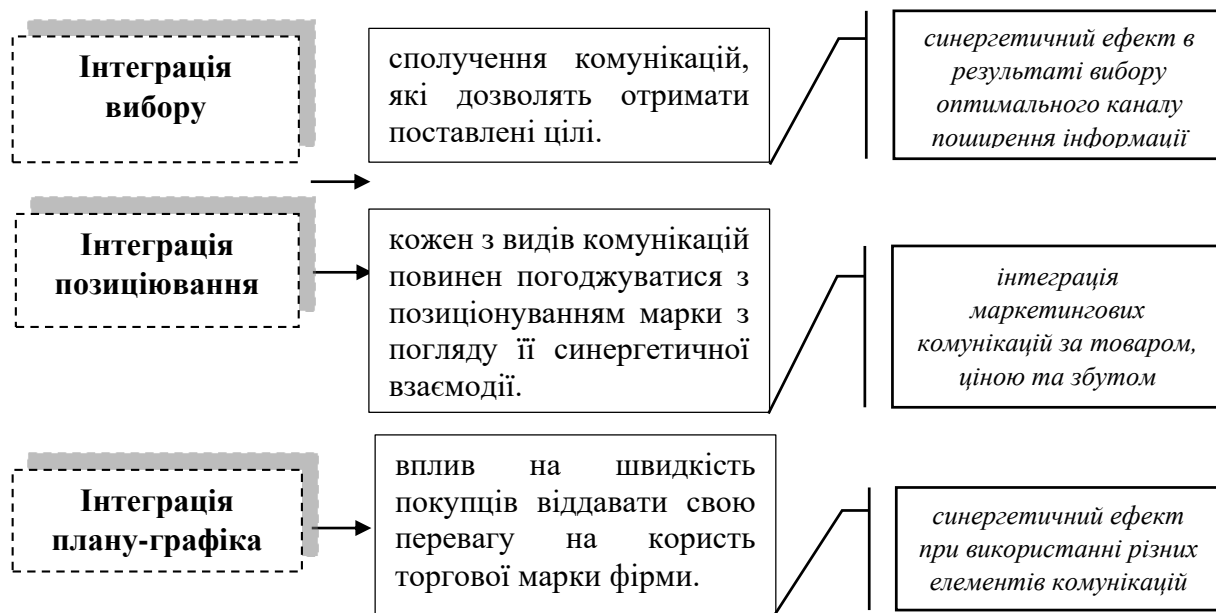 Інтеграція
вибору
сполучення комунікацій,
які дозволять отримати
поставлені цілі.
синергетичний ефект в
результаті вибору
оптимального каналу
поширення інформації
Інтеграція
позиціювання
кожен з видів комунікацій
повинен погоджуватися з
позиціонуванням марки з
погляду її синергетичної
взаємодії.
інтеграція
маркетингових
комунікацій за товаром,
ціною та збутом
Інтеграція
плану-графіка
вплив на швидкість
покупців віддавати свою
перевагу на користь
торгової марки фірми.
синергетичний ефект
при використанні різних
елементів комунікацій